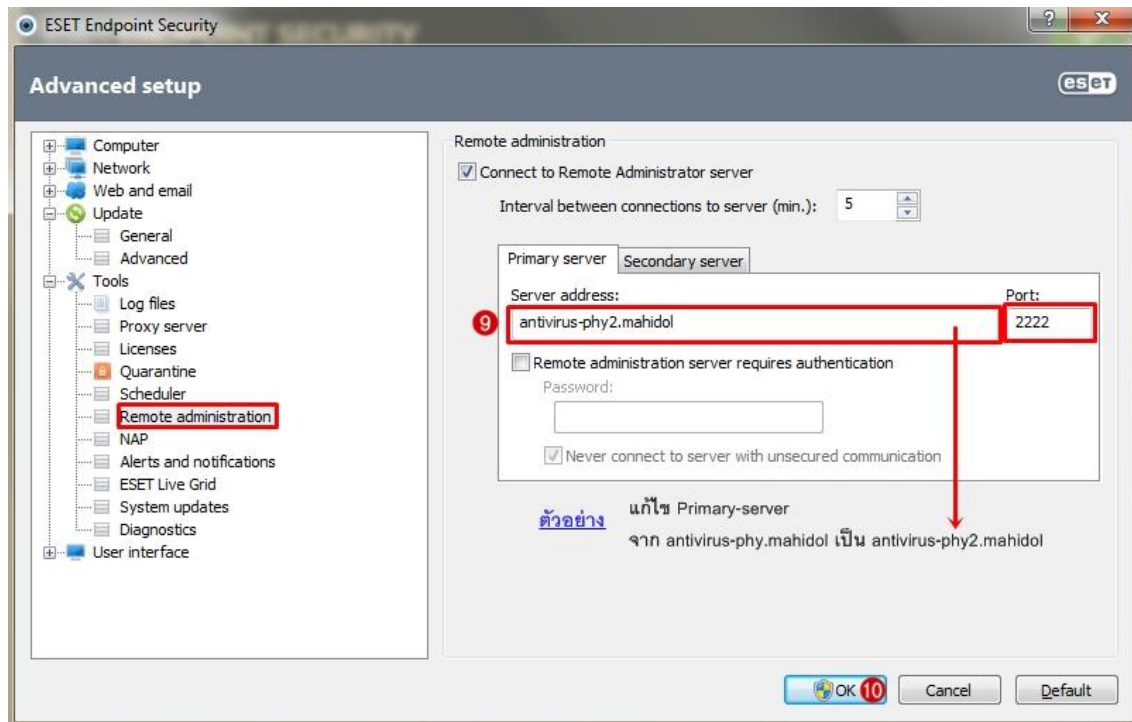 ESET Endpoint Security
Advanced setup
eseT
Computer
Network
Web and email
Update
General
Advanced
Tools
Log files
Proxy server
Licenses
Quarantine
Scheduler
Remote administration
NAP
Alerts and notifications
ESET Live Grid
System updates
Diagnostics
User interface
Remote administration
Connect to Remote Administrator server
Interval between connections to server (min.): 5
Primary server Secondary server
Server address: Port:
9 antivirus-phy2.mahidol 2222
Remote administration server requires authentication
Password:
Never connect to server with unsecured communication
ตัวอย่าง แก้ไข Primary-server
จาก antivirus-phy.mahidol เป็น antivirus-phy2.mahidol
OK 10 Cancel Default